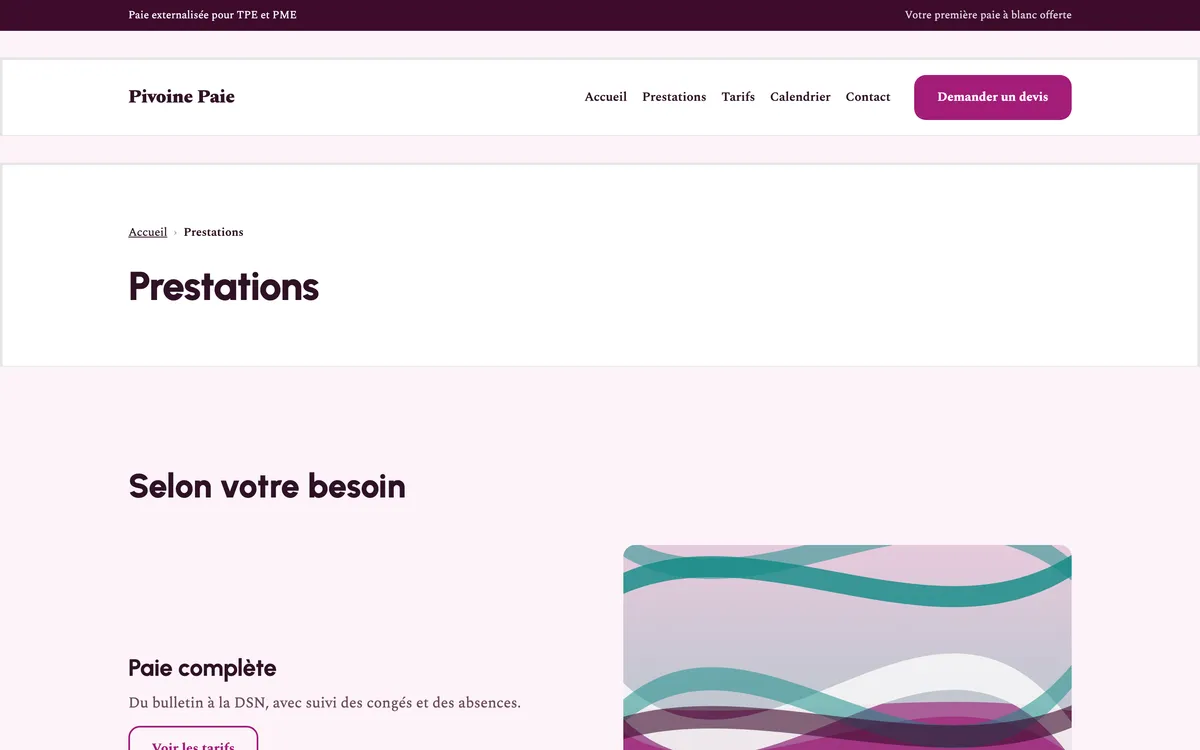 Paie externalisée pour TPE et PME
Votre première paie à blanc offerte
Pivoine Paie
Accueil
Prestations
Tarifs
Calendrier
Contact
Demander un devis
Accueil › Prestations
Prestations
Selon votre besoin
Paie complète
Du bulletin à la DSN, avec suivi des congés et des absences.
Voir les tarifs